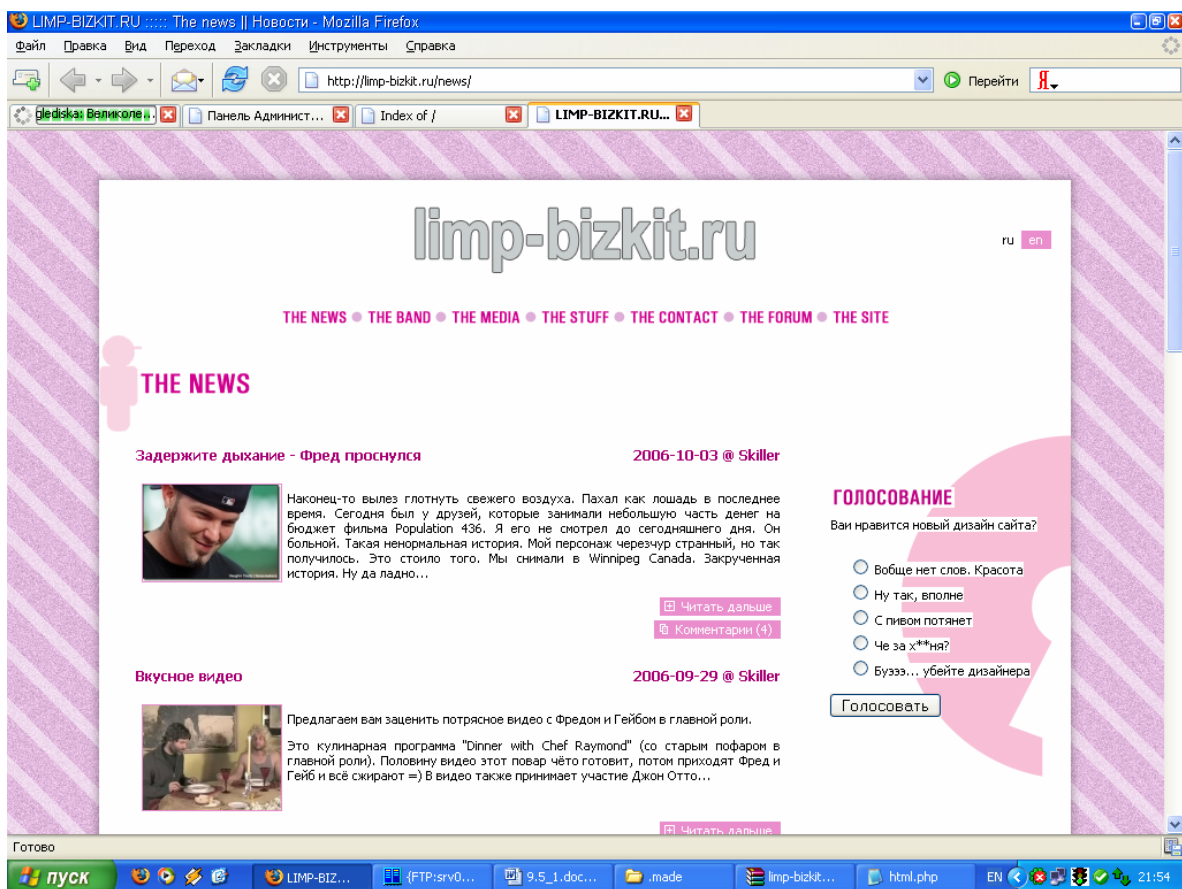 LIMP-BIZKIT.RU ::::: The news || Новости - Mozilla Firefox
Файл Правка Вид Переход Закладки Инструменты Справка
http://limp-bizkit.ru/news/ Перейти Я
glediska: Великоле... Панель Админист... Index of / LIMP-BIZKIT.RU...
limp-bizkit.ru
ru en
THE NEWS THE BAND THE MEDIA THE STUFF THE CONTACT THE FORUM THE SITE
THE NEWS
Задержите дыхание - Фред проснулся 2006-10-03 @ Skiller
Наконец-то вылез глотнуть свежего воздуха. Пахал как лошадь в последнее
время. Сегодня был у друзей, которые занимали небольшую часть денег на
бюджет фильма Population 436. Я его не смотрел до сегодняшнего дня. Он
больной. Такая ненормальная история. Мой персонаж черезчур странный, но так
получилось. Это стоило того. Мы снимали в Winnipeg Canada. Закрученная
история. Ну да ладно...
Читать дальше
Комментарии (4)
Вкусное видео 2006-09-29 @ Skiller
Предлагаем вам заценить потрясное видео с Фредом и Гейбом в главной роли.
Это кулинарная программа "Dinner with Chef Raymond" (со старым пофаром в
главной роли). Половину видео этот повар чёто готовит, потом приходят Фред и
Гейб и всё сжирают =) В видео также принимает участие Джон Отто...
Читать дальше
ГОЛОСОВАНИЕ
Ваи нравится новый дизайн сайта?
Вобще нет слов. Красота
Ну так, вполне
С пивом потянет
Че за х**ня?
Буэээ... убейте дизайнера
Голосовать
Готово
пуск LIMP-BIZ... {FTP:srv0... 9.5_1.doc... .made limp-bizkit... html.php EN 21:54